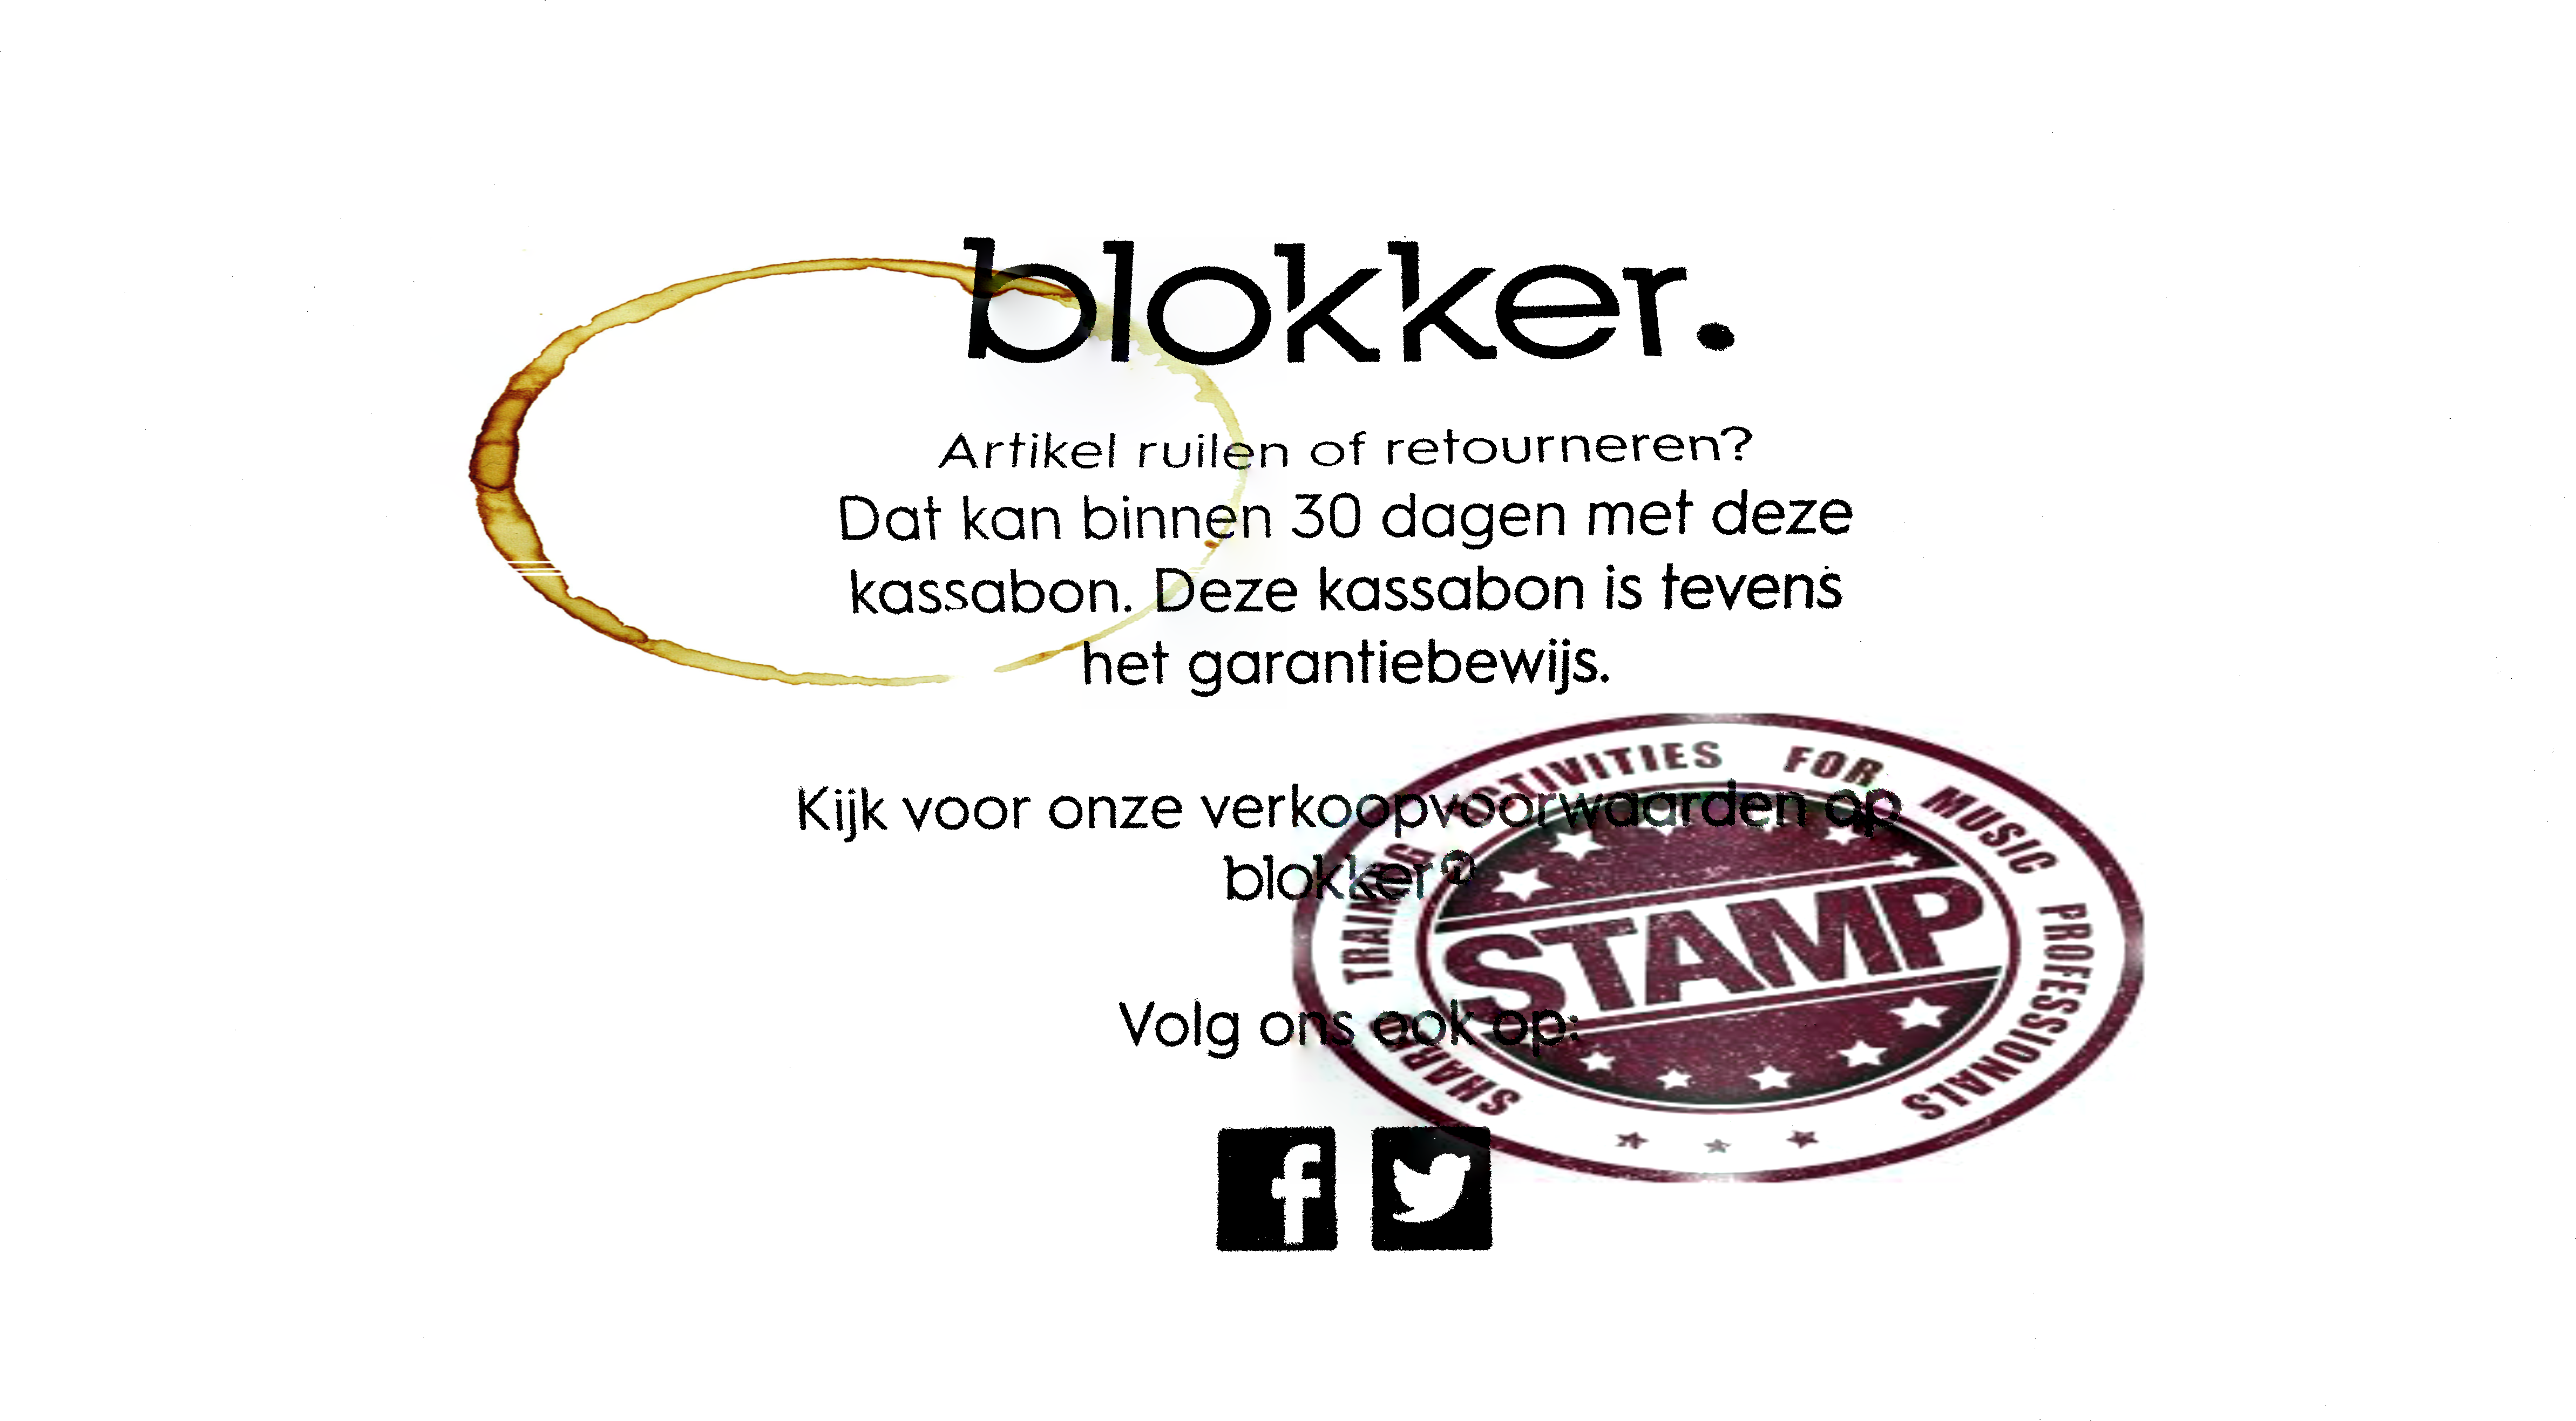 blokker.
Artikel ruilen of retourneren?
Dat kan binnen 30 dagen met deze
kassabon. Deze kassabon is tevens
het garantiebewijs.
Kijk voor onze verkoopvoorwaarden op
blokker
Volg ons ook op:
TRAINING ACTIVITIES FOR MUSIC PROFESSIONALS
STAMP